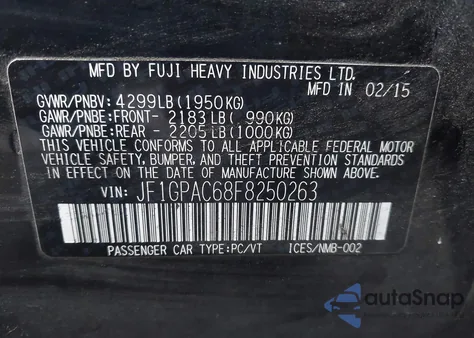 MFD BY FUJI HEAVY INDUSTRIES LTD.
MFD IN 02/15
GVWR/PNBV: 4299LB(1950KG)
GAWR/PNBE:FRONT- 2183LB( 990KG)
GAWR/PNBE:REAR - 2205LB(1000KG)
THIS VEHICLE CONFORMS TO ALL APPLICABLE FEDERAL MOTOR
VEHICLE SAFETY, BUMPER, AND THEFT PREVENTION STANDARDS
IN EFFECT ON THE DATE OF MANUFACTURE SHOWN ABOVE.
VIN: JF1GPAC68F8250263
PASSENGER CAR TYPE:PC/VT ICES/NMB-002
autoSnap